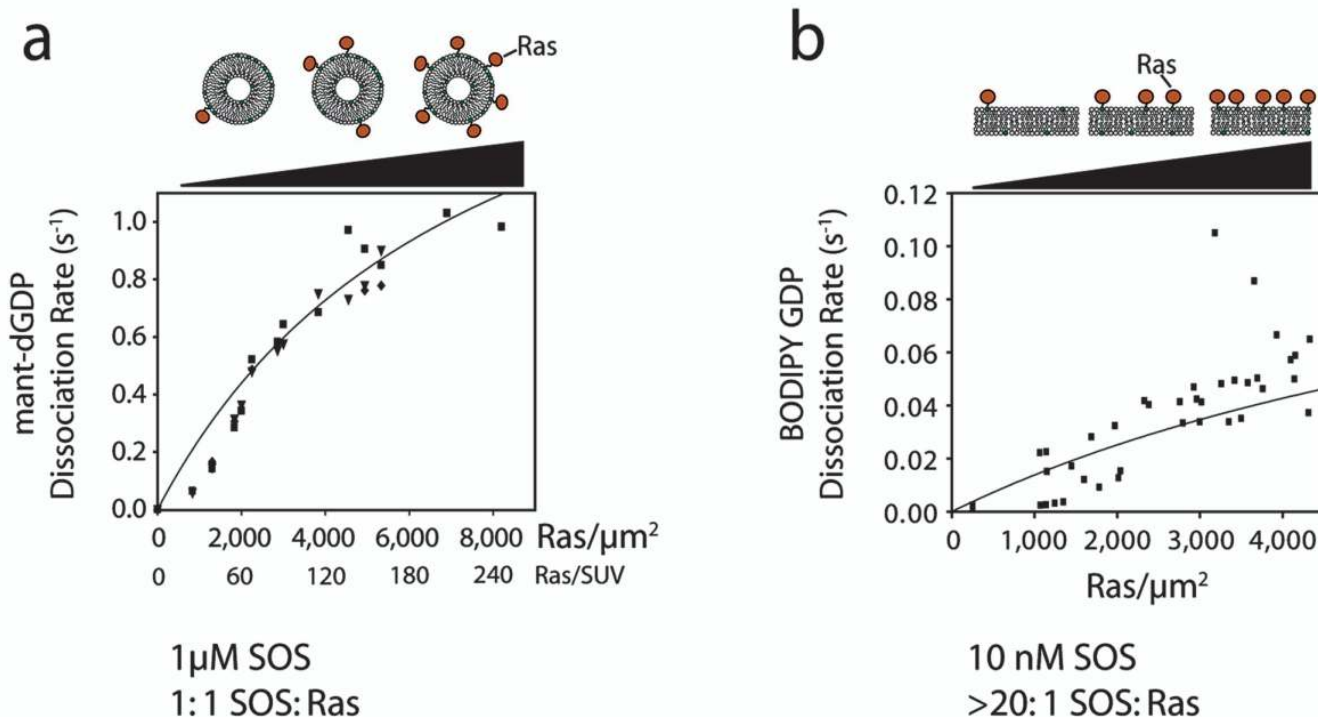 a
Ras
mant-dGDP
Dissociation Rate (s⁻¹)
1.0
0.8
0.6
0.4
0.2
0.0
0 2,000 4,000 6,000 8,000 Ras/µm²
0 60 120 180 240 Ras/SUV
1µM SOS
1:1 SOS:Ras
b
Ras
BODIPY GDP
Dissociation Rate (s⁻¹)
0.12
0.10
0.08
0.06
0.04
0.02
0.00
0 1,000 2,000 3,000 4,000
Ras/µm²
10 nM SOS
>20:1 SOS:Ras